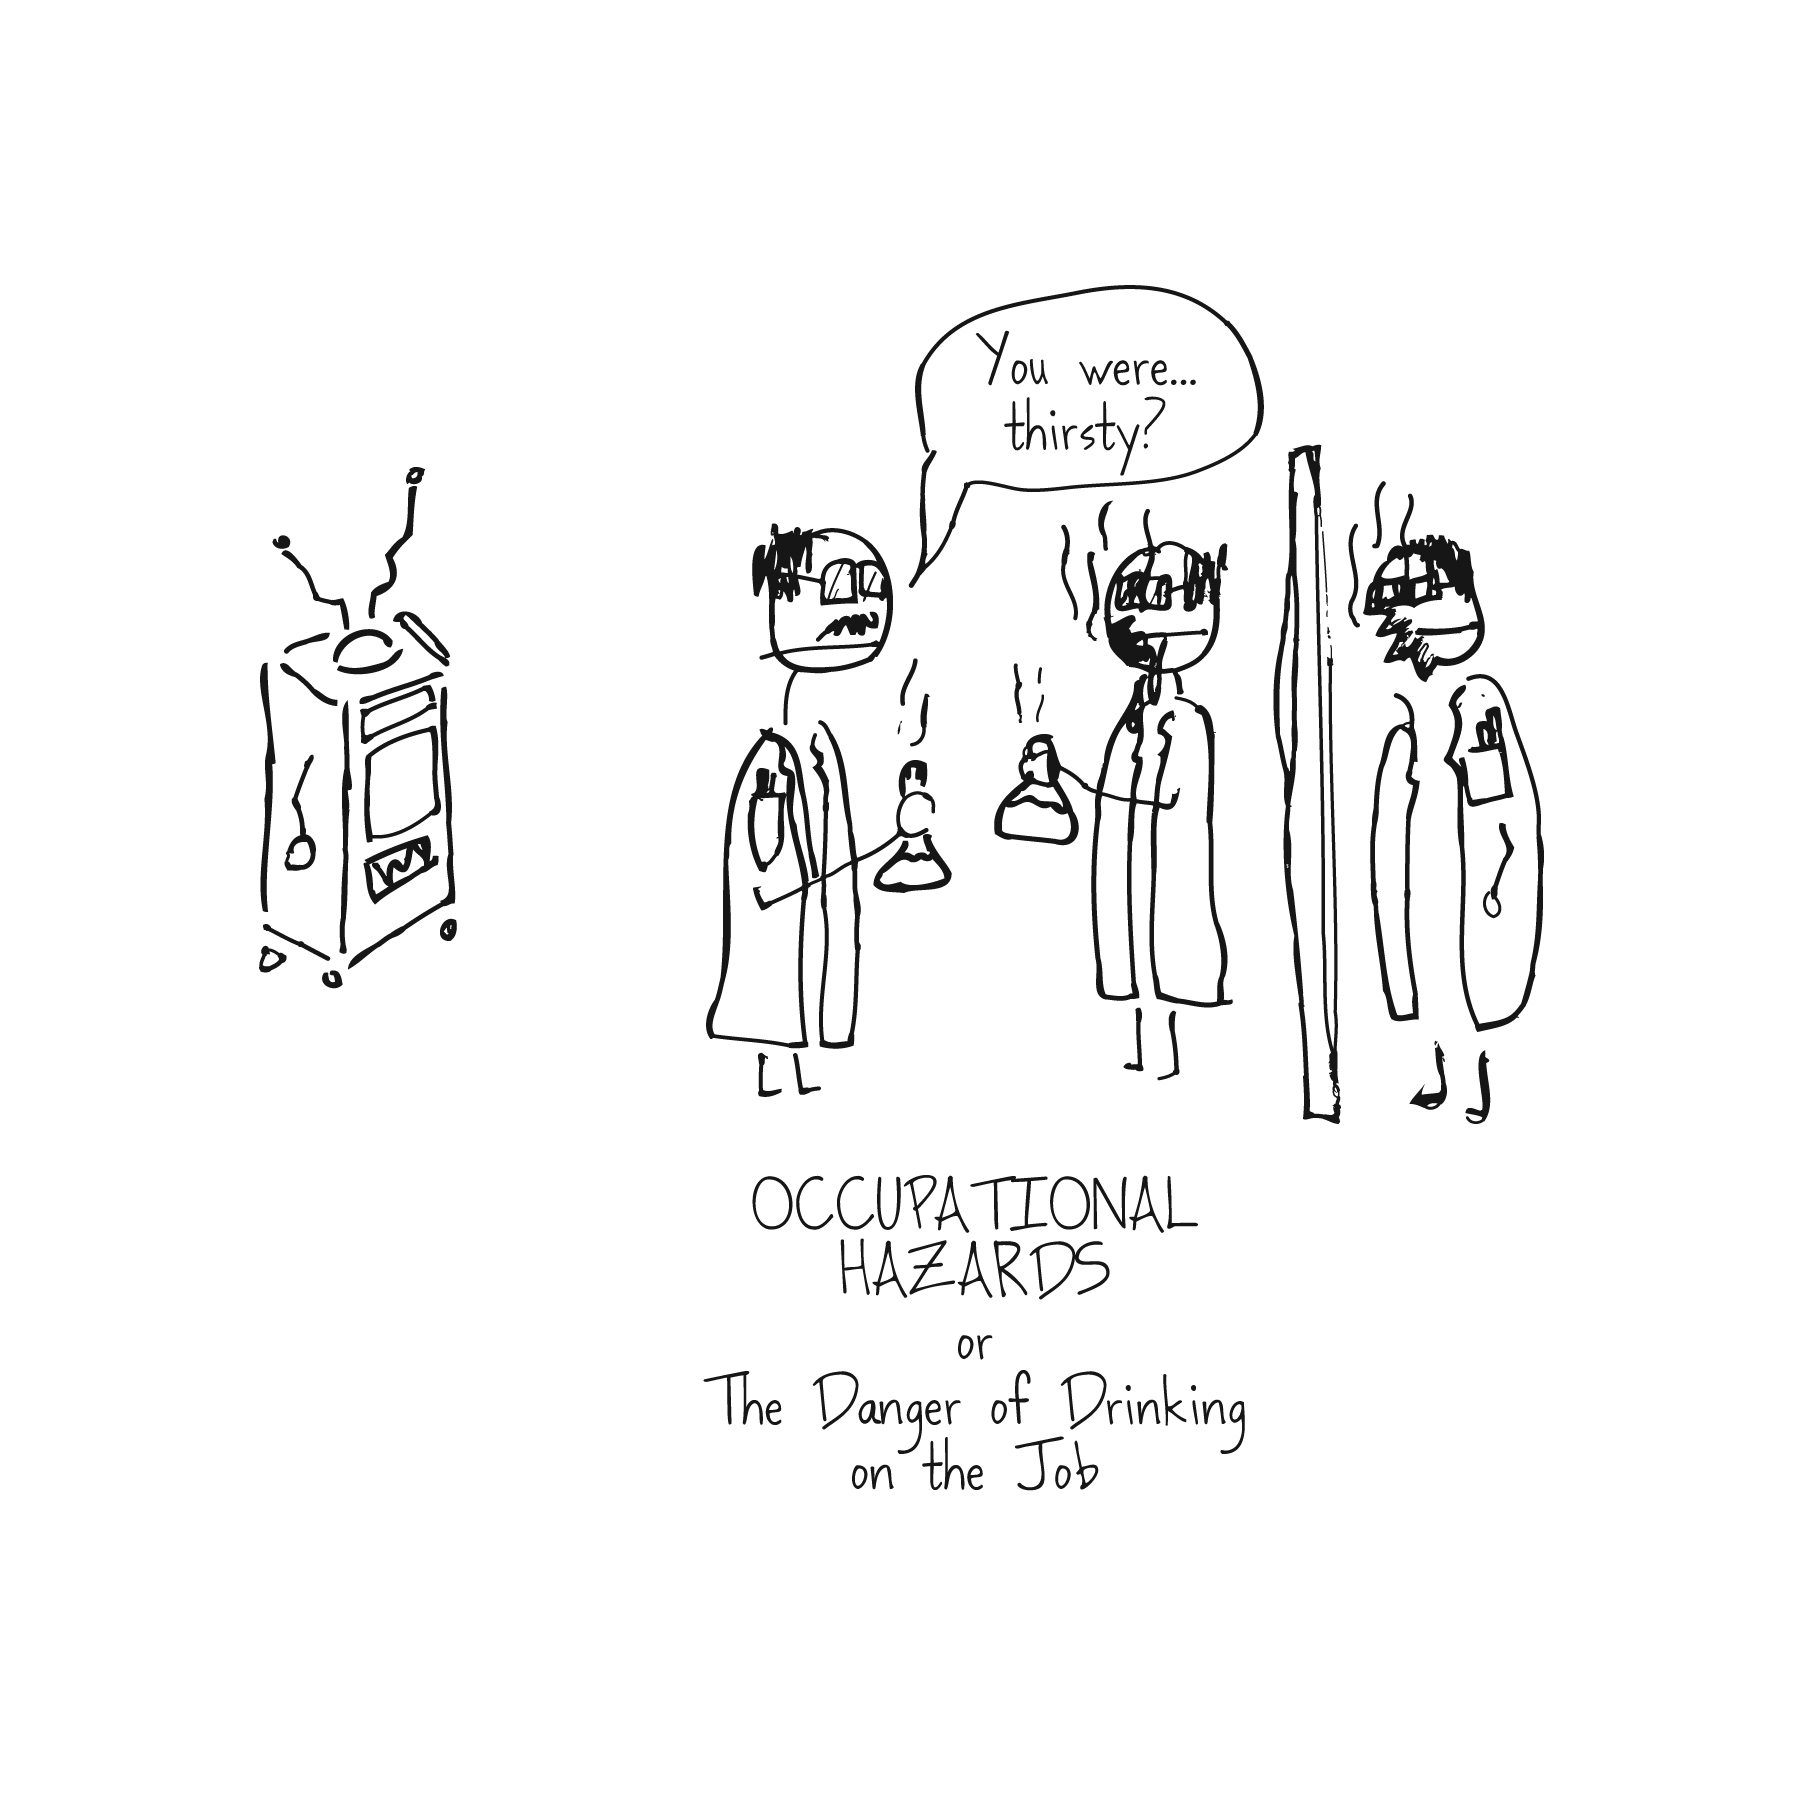 You were...
thirsty?
OCCUPATIONAL
HAZARDS
or
The Danger of Drinking
on the Job